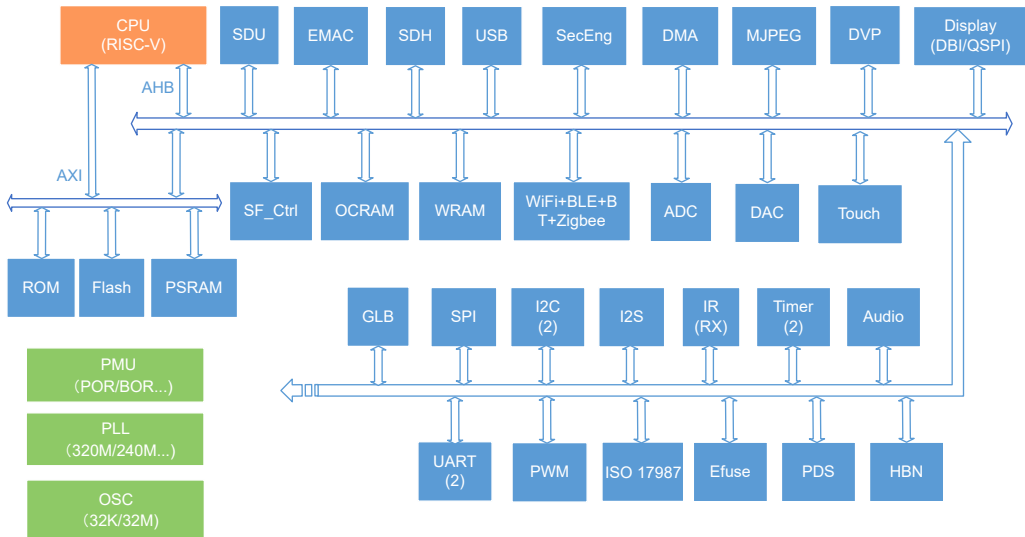 CPU
(RISC-V)
SDU
EMAC
SDH
USB
SecEng
DMA
MJPEG
DVP
Display
(DBI/QSPI)
AHB
AXI
SF_Ctrl
OCRAM
WRAM
WiFi+BLE+B
T+Zigbee
ADC
DAC
Touch
ROM
Flash
PSRAM
GLB
SPI
I2C
(2)
I2S
IR
(RX)
Timer
(2)
Audio
PMU
(POR/BOR...)
PLL
(320M/240M...)
OSC
(32K/32M)
UART
(2)
PWM
ISO 17987
Efuse
PDS
HBN